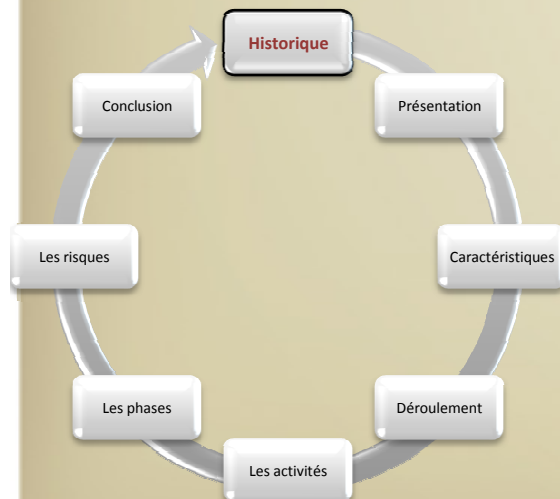 Historique
Présentation
Caractéristiques
Déroulement
Les activités
Les phases
Les risques
Conclusion